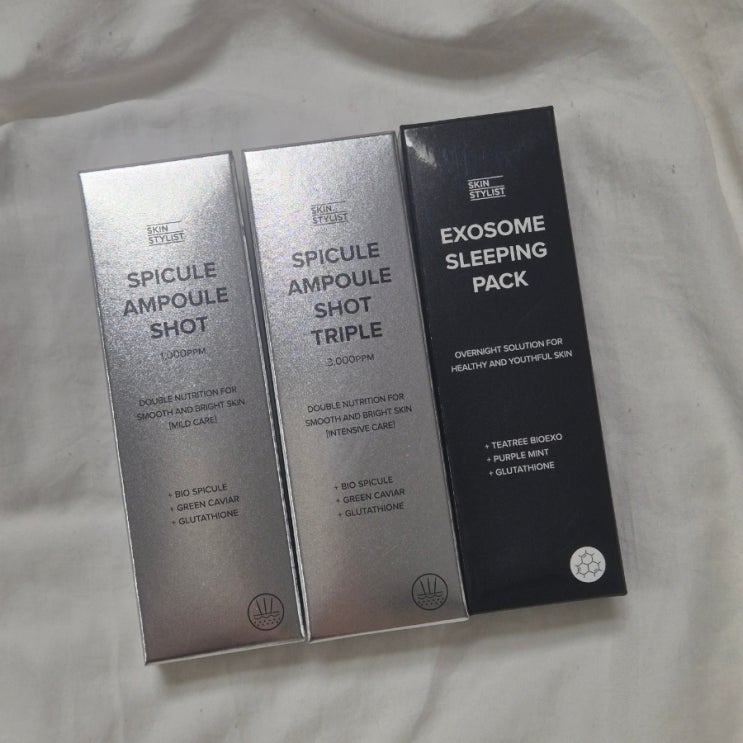 SKIN
STYLIST
SPICULE
AMPOULE
SHOT
1,000PPM
DOUBLE NUTRITION FOR
SMOOTH AND BRIGHT SKIN
[MILD CARE]
+ BIO SPICULE
+ GREEN CAVIAR
+ GLUTATHIONE
SKIN
STYLIST
SPICULE
AMPOULE
SHOT
TRIPLE
3,000PPM
DOUBLE NUTRITION FOR
SMOOTH AND BRIGHT SKIN
[INTENSIVE CARE]
+ BIO SPICULE
+ GREEN CAVIAR
+ GLUTATHIONE
SKIN
STYLIST
EXOSOME
SLEEPING
PACK
OVERNIGHT SOLUTION FOR
HEALTHY AND YOUTHFUL SKIN
+ TEATREE BIOEXO
+ PURPLE MINT
+ GLUTATHIONE